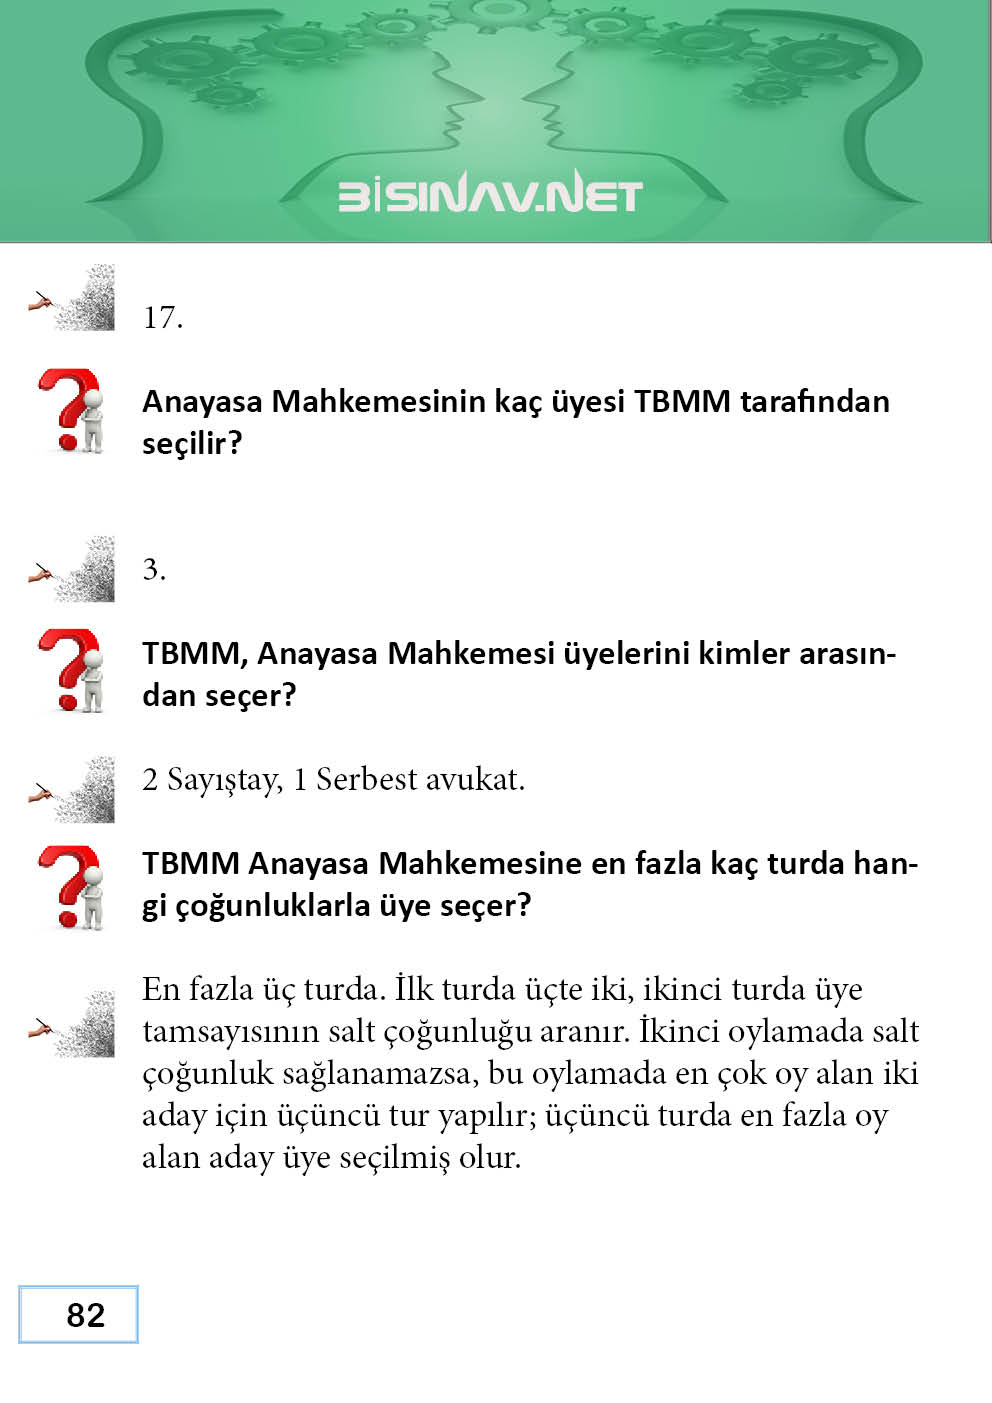 BİSINAV.NET
17.
Anayasa Mahkemesinin kaç üyesi TBMM tarafından
seçilir?
3.
TBMM, Anayasa Mahkemesi üyelerini kimler arasın-
dan seçer?
2 Sayıştay, 1 Serbest avukat.
TBMM Anayasa Mahkemesine en fazla kaç turda han-
gi çoğunluklarla üye seçer?
En fazla üç turda. İlk turda üçte iki, ikinci turda üye
tamsayısının salt çoğunluğu aranır. İkinci oylamada salt
çoğunluk sağlanamazsa, bu oylamada en çok oy alan iki
aday için üçüncü tur yapılır; üçüncü turda en fazla oy
alan aday üye seçilmiş olur.
82